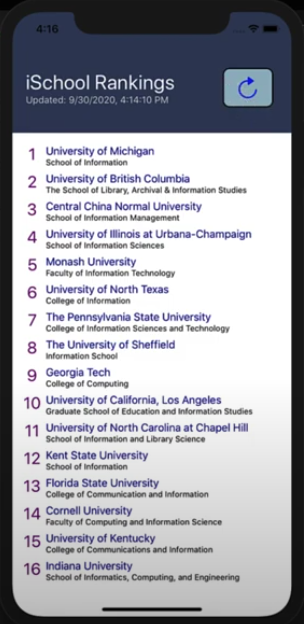 4:16
iSchool Rankings
Updated: 9/30/2020, 4:14:10 PM
1 University of Michigan
School of Information
2 University of British Columbia
The School of Library, Archival & Information Studies
3 Central China Normal University
School of Information Management
4 University of Illinois at Urbana-Champaign
School of Information Sciences
5 Monash University
Faculty of Information Technology
6 University of North Texas
College of Information
7 The Pennsylvania State University
College of Information Sciences and Technology
8 The University of Sheffield
Information School
9 Georgia Tech
College of Computing
10 University of California, Los Angeles
Graduate School of Education and Information Studies
11 University of North Carolina at Chapel Hill
School of Information and Library Science
12 Kent State University
School of Information
13 Florida State University
College of Communication and Information
14 Cornell University
Faculty of Computing and Information Science
15 University of Kentucky
College of Communications and Information
16 Indiana University
School of Informatics, Computing, and Engineering